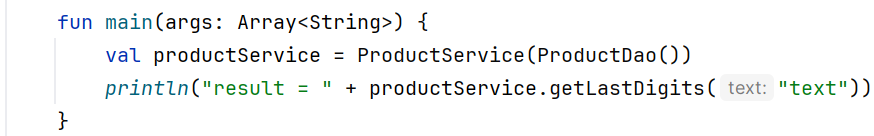 fun main(args: Array<String>) {
    val productService = ProductService(ProductDao())
    println("result = " + productService.getLastDigits( text: "text"))
}